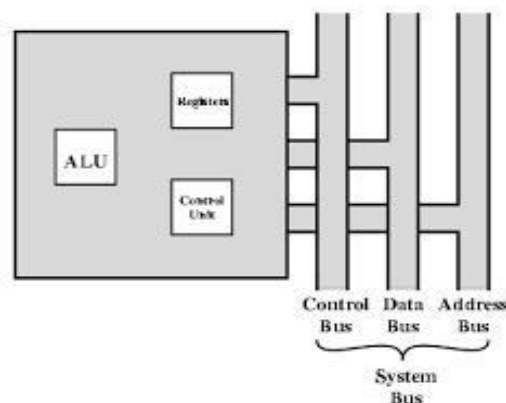 Registers
ALU
Control
Unit
Control Data Address
Bus Bus Bus
System
Bus